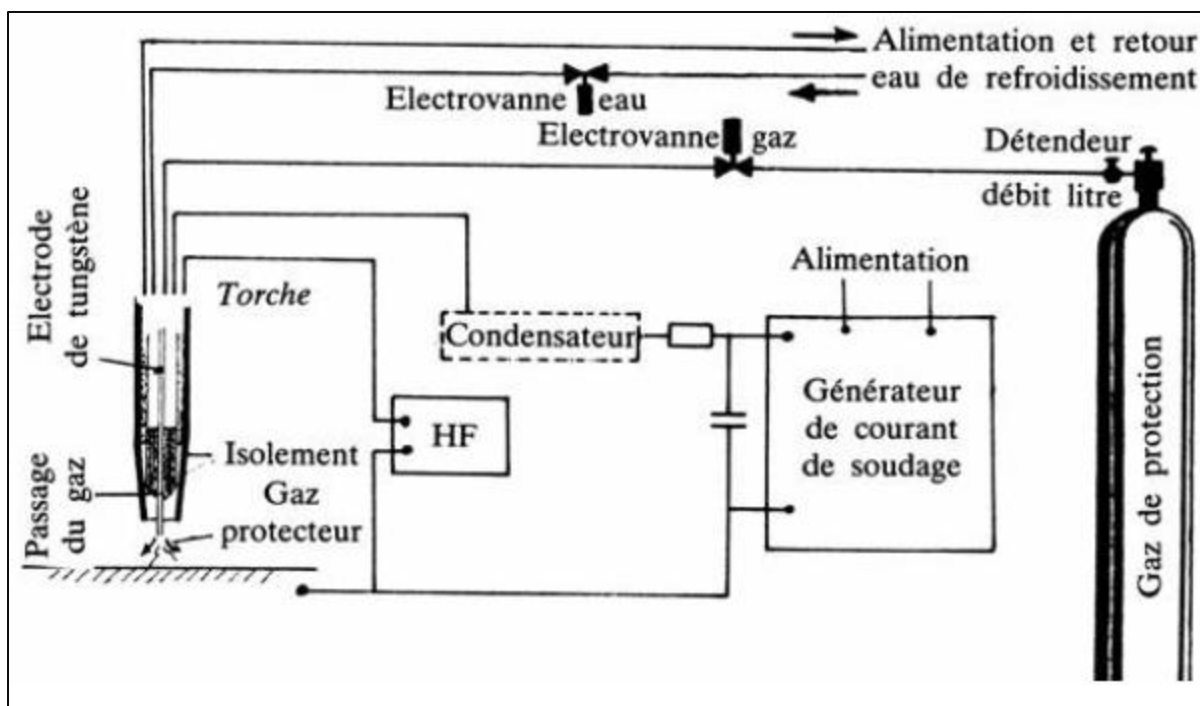 Alimentation et retour
eau de refroidissement
Electrovanne eau
Electrovanne gaz
Détendeur
débit litre
Electrode
de tungstène
Torche
Alimentation
Condensateur
Générateur
de courant
de soudage
HF
Isolement
Gaz
protecteur
Passage
du gaz
Gaz de protection